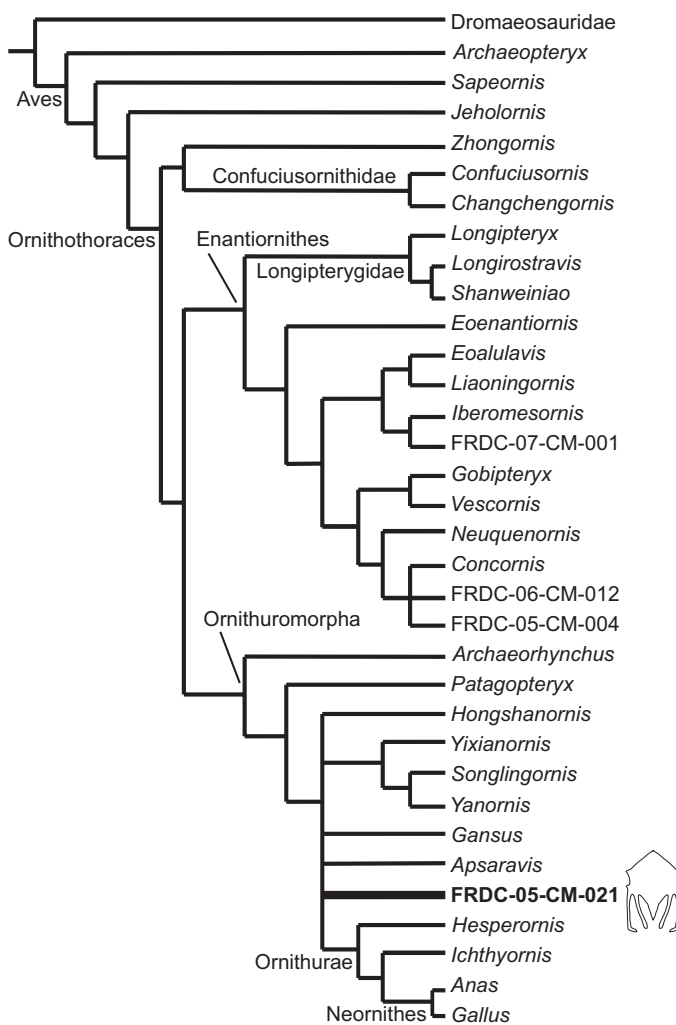 Dromaeosauridae
Archaeopteryx
Aves
Sapeornis
Jeholornis
Zhongornis
Confuciusornithidae
Confuciusornis
Changchengornis
Ornithothoraces
Enantiornithes
Longipteryx
Longipterygidae
Longirostravis
Shanweiniao
Eoenantiornis
Eoalulavis
Liaoningornis
Iberomesornis
FRDC-07-CM-001
Gobipteryx
Vescornis
Neuquenornis
Concornis
FRDC-06-CM-012
FRDC-05-CM-004
Ornithuromorpha
Archaeorhynchus
Patagopteryx
Hongshanornis
Yixianornis
Songlingornis
Yanornis
Gansus
Apsaravis
FRDC-05-CM-021
Hesperornis
Ornithurae
Ichthyornis
Anas
Neornithes
Gallus